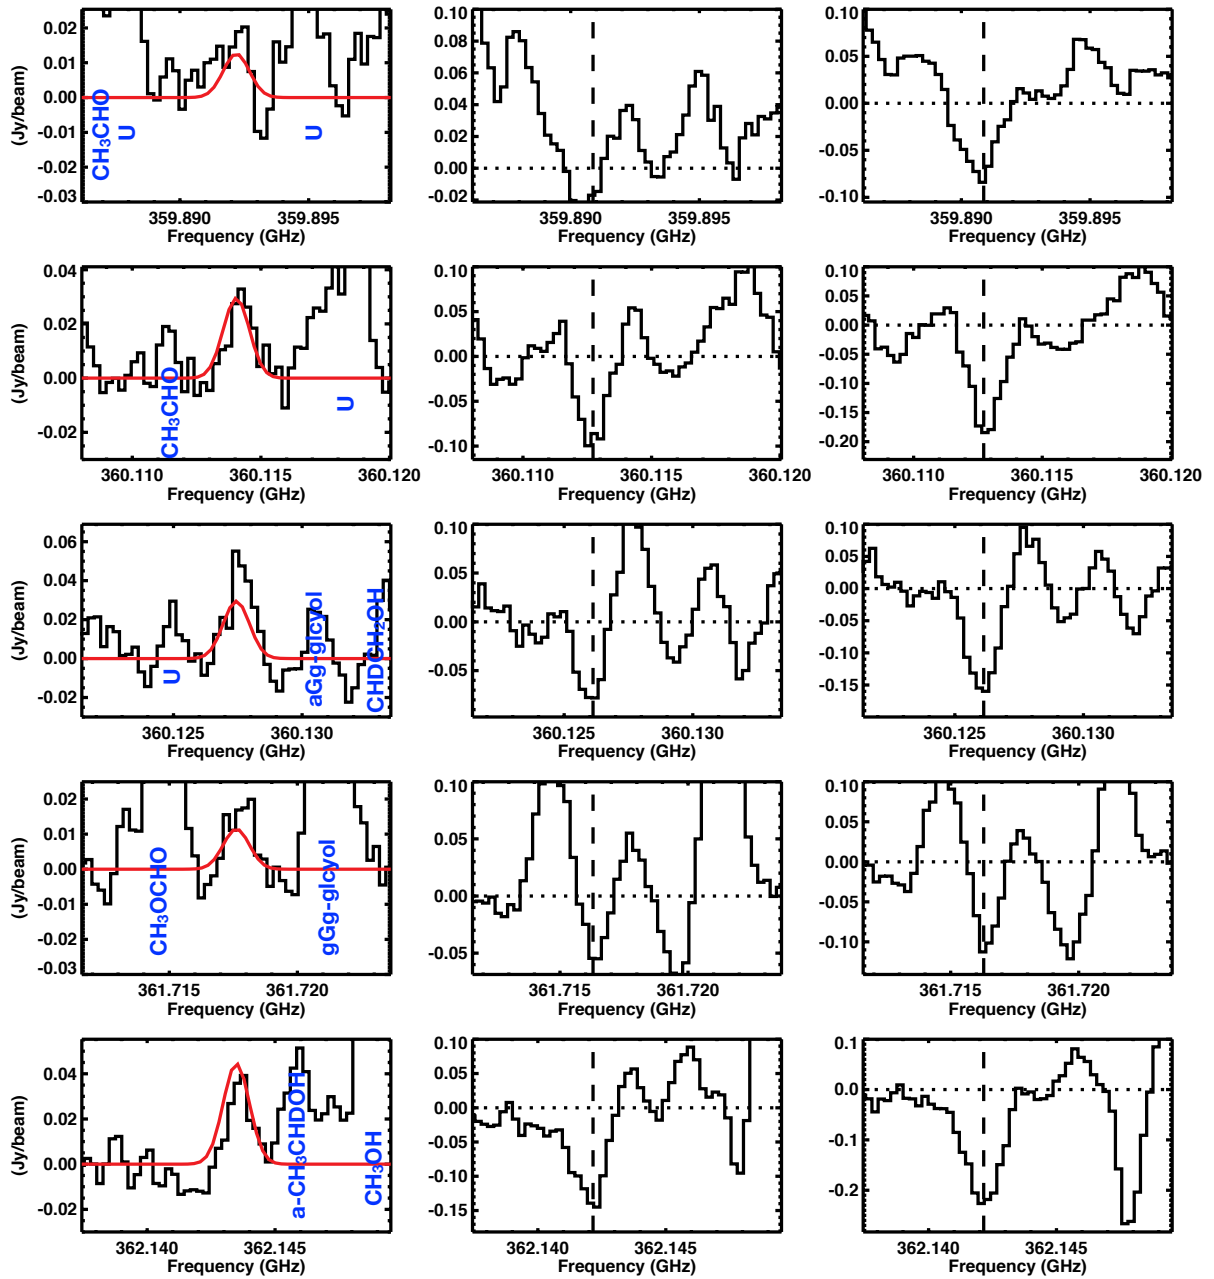 0.02
0.01
0.00
-0.01
-0.02
-0.03
(Jy/beam)
CH₃CHO
U
U
359.890 359.895
Frequency (GHz)
0.10
0.08
0.06
0.04
0.02
0.00
-0.02
359.890 359.895
Frequency (GHz)
0.10
0.05
0.00
-0.05
-0.10
359.890 359.895
Frequency (GHz)
0.04
0.02
0.00
-0.02
(Jy/beam)
CH₃CHO
U
360.110 360.115 360.120
Frequency (GHz)
0.10
0.05
0.00
-0.05
-0.10
360.110 360.115 360.120
Frequency (GHz)
0.10
0.05
0.00
-0.05
-0.10
-0.15
-0.20
360.110 360.115 360.120
Frequency (GHz)
0.06
0.04
0.02
0.00
-0.02
(Jy/beam)
U
aGg-glcyol
CHDCH₂OH
360.125 360.130
Frequency (GHz)
0.10
0.05
0.00
-0.05
360.125 360.130
Frequency (GHz)
0.10
0.05
0.00
-0.05
-0.10
-0.15
360.125 360.130
Frequency (GHz)
0.02
0.01
0.00
-0.01
-0.02
-0.03
(Jy/beam)
CH₃OCHO
gGg-glcyol
361.715 361.720
Frequency (GHz)
0.10
0.05
0.00
-0.05
361.715 361.720
Frequency (GHz)
0.10
0.05
0.00
-0.05
-0.10
361.715 361.720
Frequency (GHz)
0.04
0.02
0.00
-0.02
(Jy/beam)
a-CH₃CHDOH
CH₃OH
362.140 362.145
Frequency (GHz)
0.10
0.05
0.00
-0.05
-0.10
-0.15
362.140 362.145
Frequency (GHz)
0.1
0.0
-0.1
-0.2
362.140 362.145
Frequency (GHz)